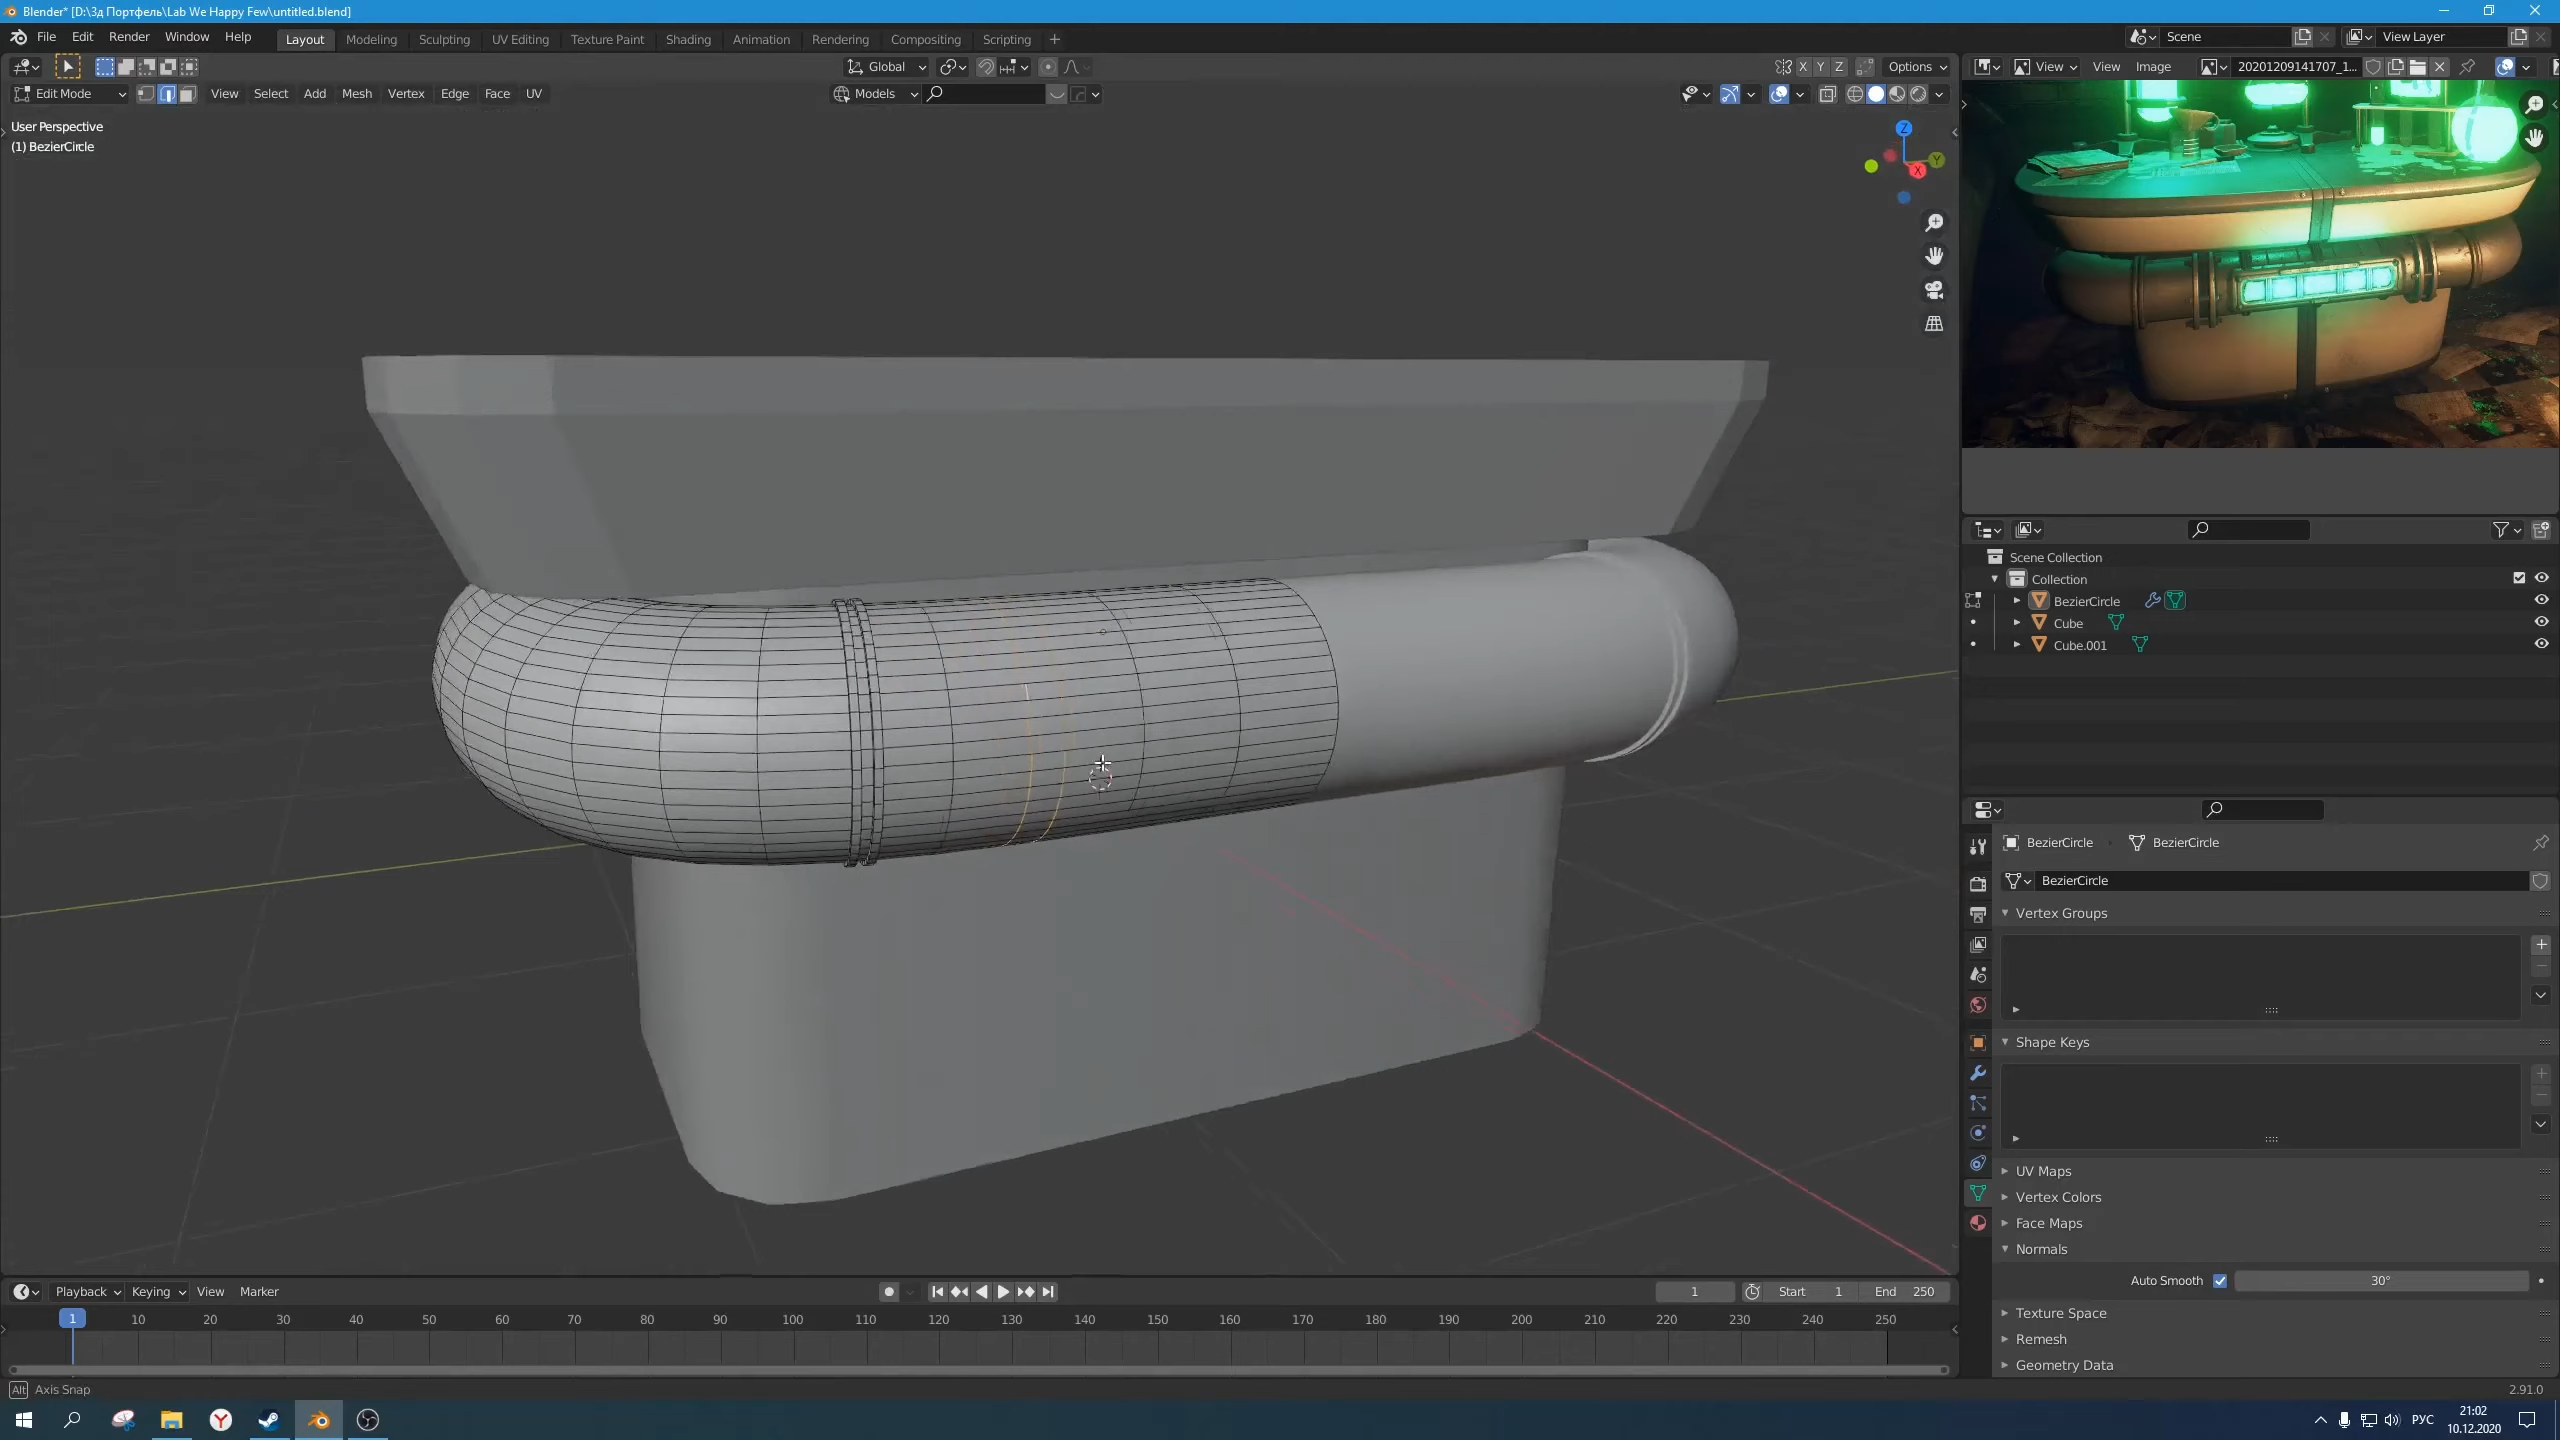 Blender* [D:\3д Портфель\Lab We Happy Few\untitled.blend]
File Edit Render Window Help Layout Modeling Sculpting UV Editing Texture Paint Shading Animation Rendering Compositing Scripting + Scene View Layer
Global X Y Z Options View View Image 20201209141707_1...
Edit Mode View Select Add Mesh Vertex Edge Face UV Models
User Perspective
(1) BezierCircle
Z
Y
X
Scene Collection
Collection
BezierCircle
Cube
Cube.001
BezierCircle BezierCircle
BezierCircle
Vertex Groups
Shape Keys
UV Maps
Vertex Colors
Face Maps
Normals
Auto Smooth 30°
Texture Space
Remesh
Geometry Data
Playback Keying View Marker 1 Start 1 End 250
1 10 20 30 40 50 60 70 80 90 100 110 120 130 140 150 160 170 180 190 200 210 220 230 240 250
Alt Axis Snap 2.91.0
РУС
21:02
10.12.2020